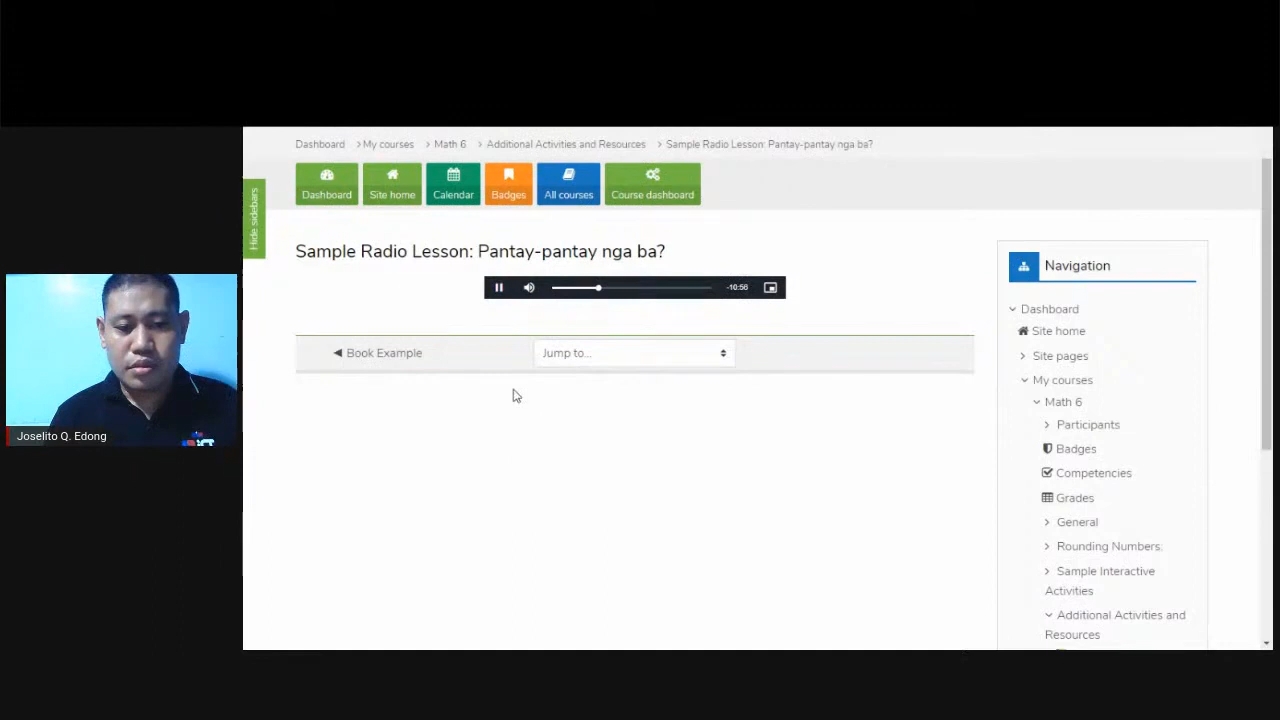 Dashboard > My courses > Math 6 > Additional Activities and Resources > Sample Radio Lesson: Pantay-pantay nga ba?
Dashboard Site home Calendar Badges All courses Course dashboard
Hide sidebars
Sample Radio Lesson: Pantay-pantay nga ba?
-10:56
◄ Book Example
Jump to...
Navigation
Dashboard
Site home
Site pages
My courses
Math 6
Participants
Badges
Competencies
Grades
General
Rounding Numbers.
Sample Interactive
Activities
Additional Activities and
Resources
Joselito Q. Edong